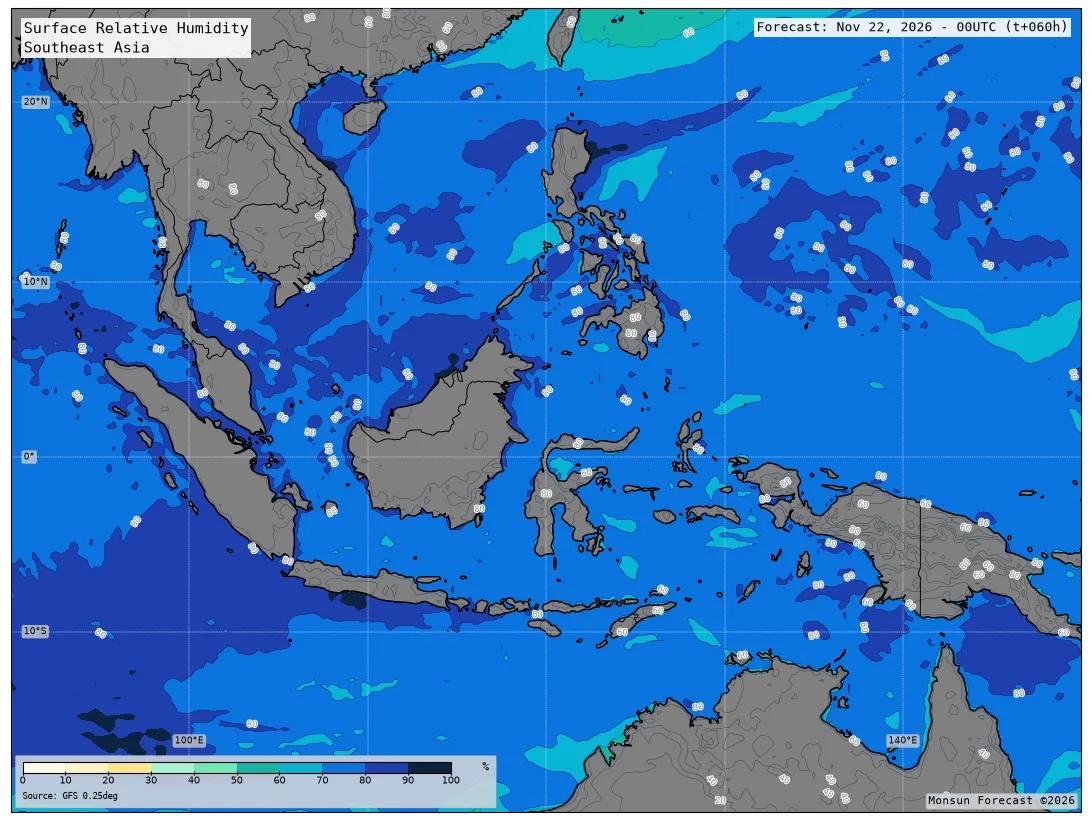 Surface Relative Humidity
Southeast Asia
Forecast: Nov 22, 2026 - 00UTC (t+060h)
20°N
10°N
0°
10°S
100°E
140°E
%
0 10 20 30 40 50 60 70 80 90 100
Source: GFS 0.25deg
Monsun Forecast ©2026